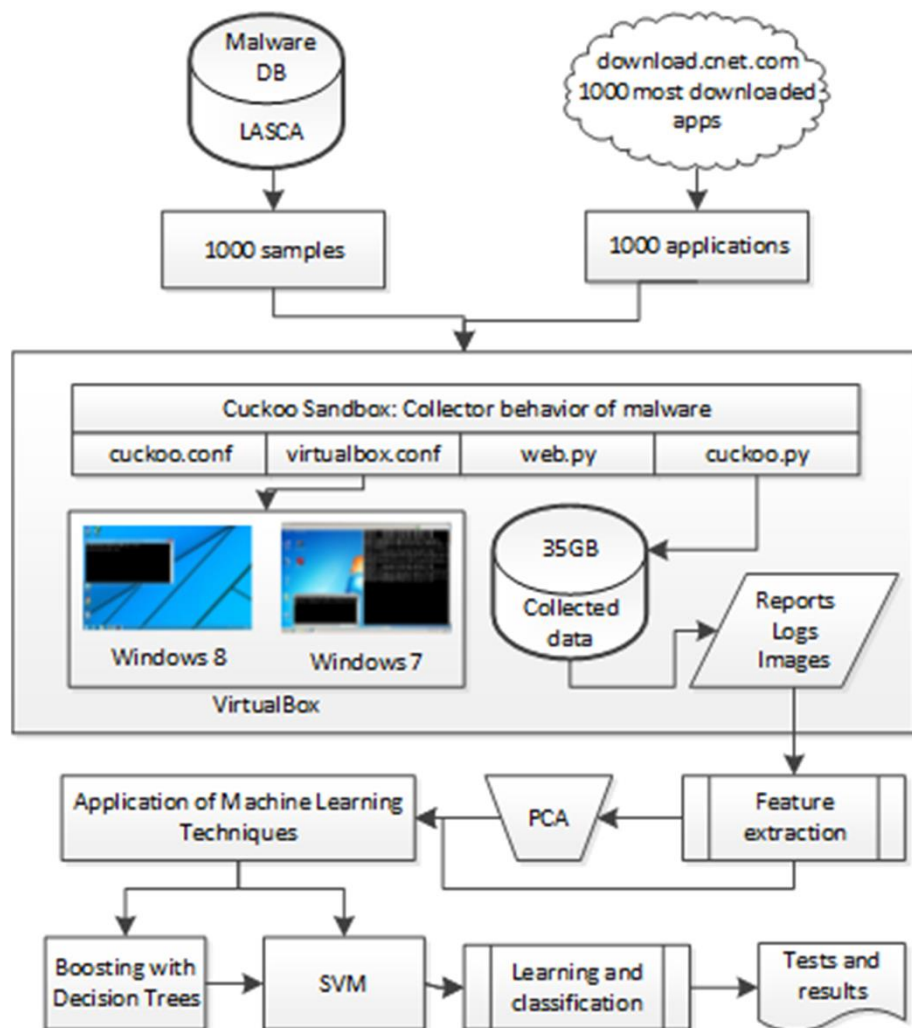 Malware
DB
LASCA
download.cnet.com
1000 most downloaded
apps
1000 samples
1000 applications
Cuckoo Sandbox: Collector behavior of malware
cuckoo.conf
virtualbox.conf
web.py
cuckoo.py
Windows 8
Windows 7
VirtualBox
35GB
Collected
data
Reports
Logs
Images
Application of Machine Learning
Techniques
PCA
Feature
extraction
Boosting with
Decision Trees
SVM
Learning and
classification
Tests and
results